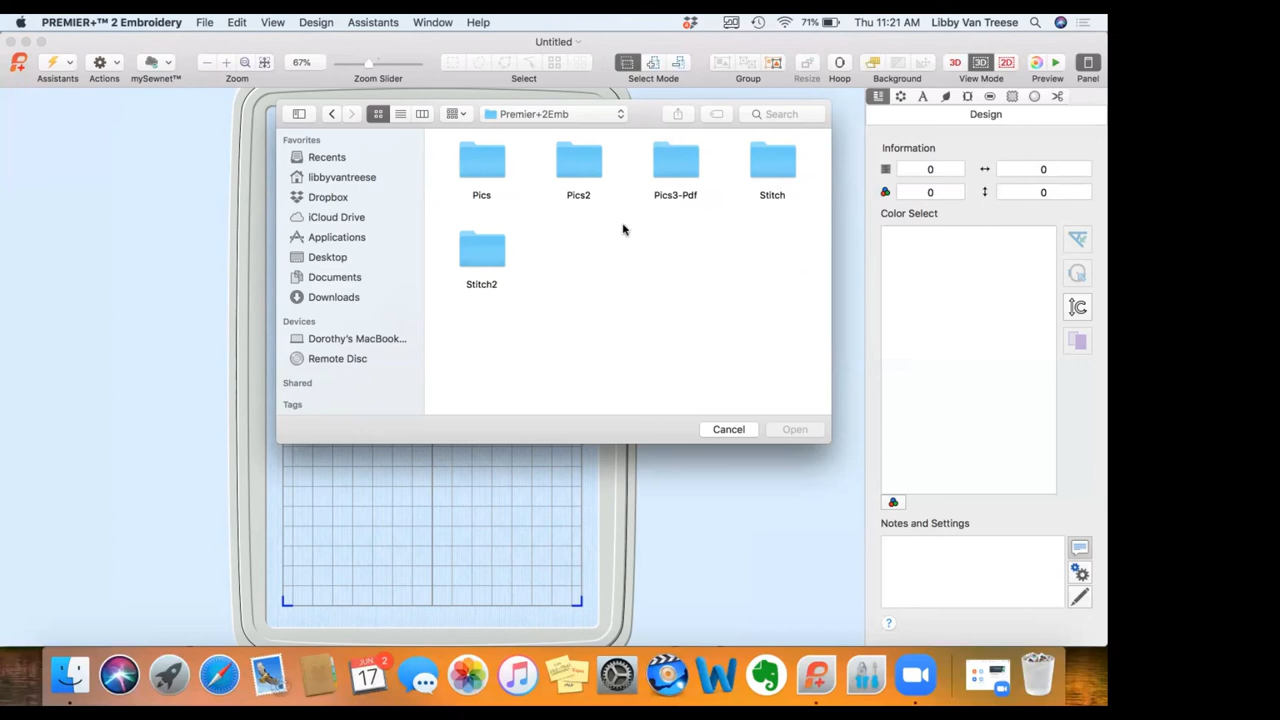 PREMIER+™ 2 Embroidery File Edit View Design Assistants Window Help 71% Thu 11:21 AM Libby Van Treese
Untitled
67%
Assistants Actions mySewnet™ Zoom Zoom Slider Select Select Mode Group Resize Hoop Background View Mode Preview Panel
3D 3D 2D
Premier+2Emb
Search
Favorites
Recents
libbyvantreese
Dropbox
iCloud Drive
Applications
Desktop
Documents
Downloads
Devices
Dorothy's MacBook...
Remote Disc
Shared
Tags
Pics Pics2 Pics3-Pdf Stitch
Stitch2
Cancel Open
Design
Information
0 0
0 0
Color Select
Notes and Settings
?
JUN 2
17